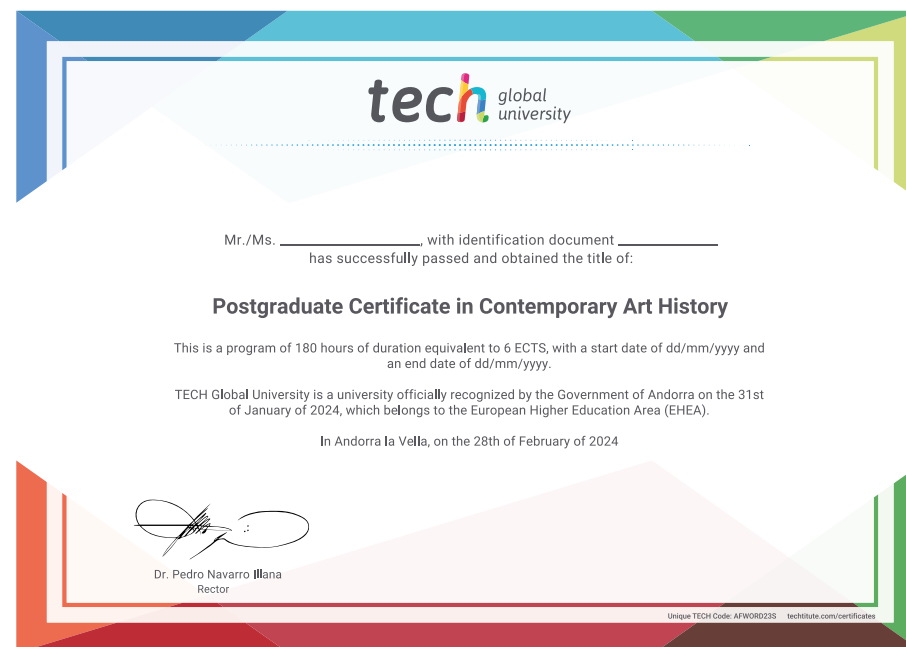 tech global university
Mr./Ms. ____________________, with identification document ______________
has successfully passed and obtained the title of:
Postgraduate Certificate in Contemporary Art History
This is a program of 180 hours of duration equivalent to 6 ECTS, with a start date of dd/mm/yyyy and
an end date of dd/mm/yyyy.
TECH Global University is a university officially recognized by the Government of Andorra on the 31st
of January of 2024, which belongs to the European Higher Education Area (EHEA).
In Andorra la Vella, on the 28th of February of 2024
Dr. Pedro Navarro Illana
Rector
Unique TECH Code: AFWORD23S techtitute.com/certificates